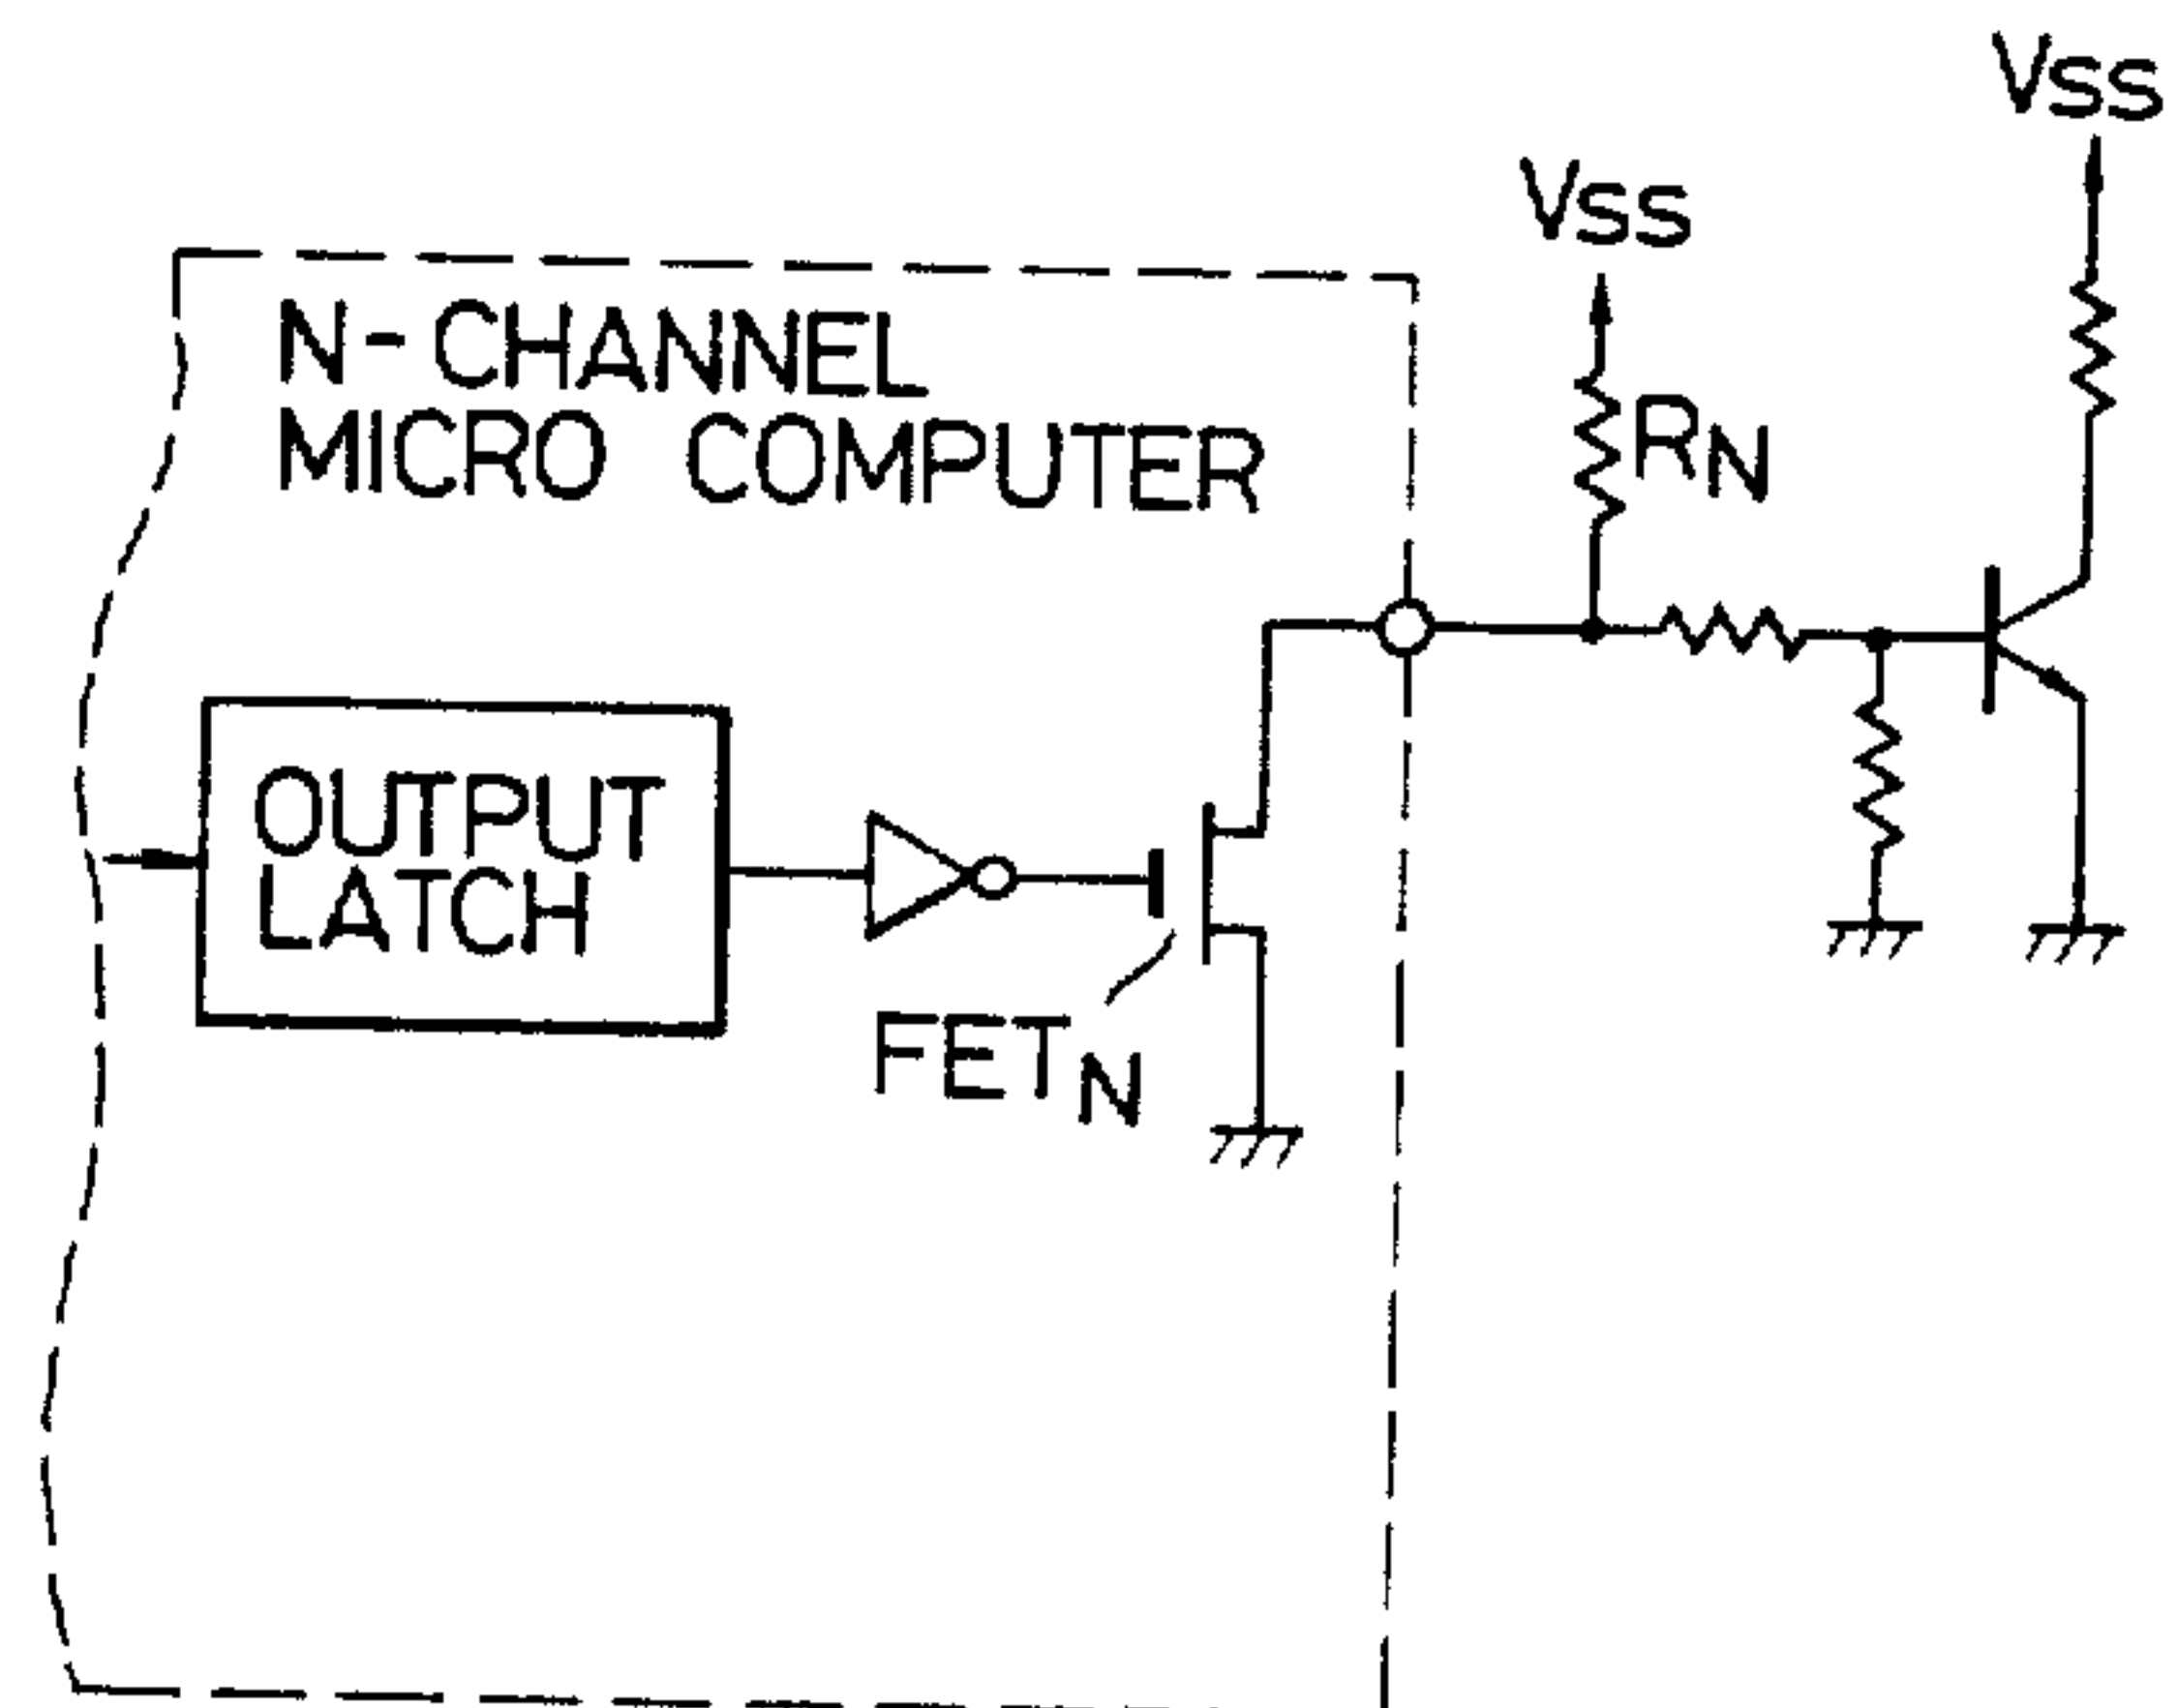 VSS
VSS
N-CHANNEL
MICRO COMPUTER
RN
OUTPUT
LATCH
FETN